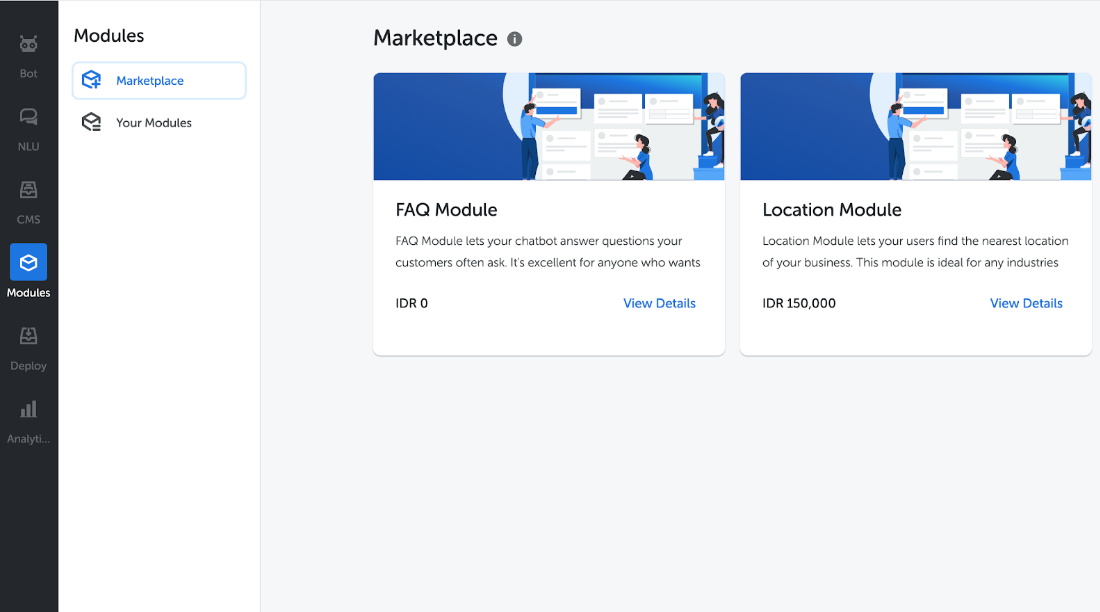 Bot
NLU
CMS
Modules
Deploy
Analyti...
Modules
Marketplace
Your Modules
Marketplace
FAQ Module
FAQ Module lets your chatbot answer questions your
customers often ask. It's excellent for anyone who wants
IDR 0
View Details
Location Module
Location Module lets your users find the nearest location
of your business. This module is ideal for any industries
IDR 150,000
View Details